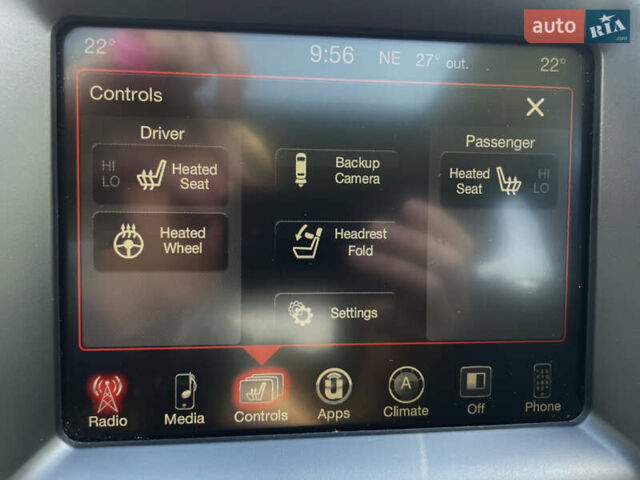 auto RIA.com
22° 9:56 NE 27° out. 22°
Controls
Driver
Passenger
HI
LO
Heated
Seat
Backup
Camera
Heated
Seat
HI
LO
Heated
Wheel
Headrest
Fold
Settings
Radio
Media
Controls
Apps
A
Climate
Off
Phone